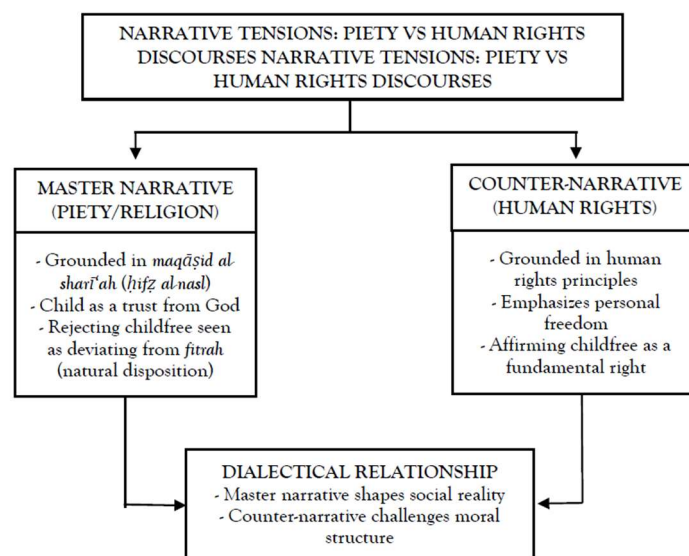 NARRATIVE TENSIONS: PIETY VS HUMAN RIGHTS
DISCOURSES NARRATIVE TENSIONS: PIETY VS
HUMAN RIGHTS DISCOURSES
MASTER NARRATIVE
(PIETY/RELIGION)
- Grounded in maqāṣid al-
sharī‘ah (ḥifẓ al-nasl)
- Child as a trust from God
- Rejecting childfree seen
as deviating from fitrah
(natural disposition)
COUNTER-NARRATIVE
(HUMAN RIGHTS)
- Grounded in human
rights principles
- Emphasizes personal
freedom
- Affirming childfree as a
fundamental right
DIALECTICAL RELATIONSHIP
- Master narrative shapes social reality
- Counter-narrative challenges moral
structure